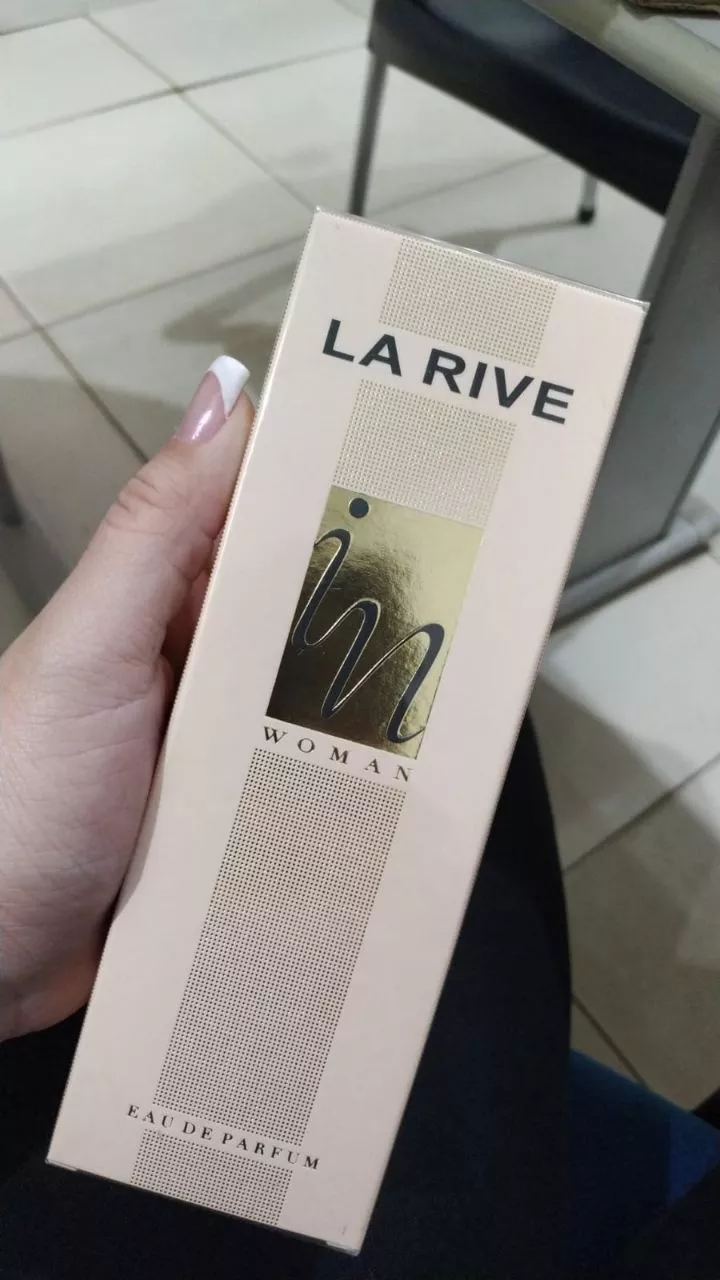 LA RIVE
in
WOMAN
EAU DE PARFUM